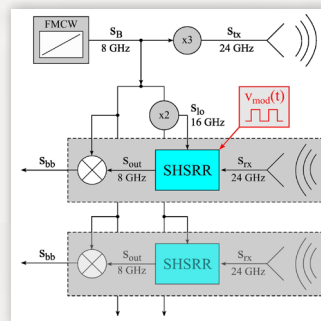 FMCW
s_B
8 GHz
x3
s_tx
24 GHz
x2
s_lo
16 GHz
v_mod(t)
s_bb
s_out
8 GHz
SHSRR
s_rx
24 GHz
s_bb
s_out
8 GHz
SHSRR
s_rx
24 GHz